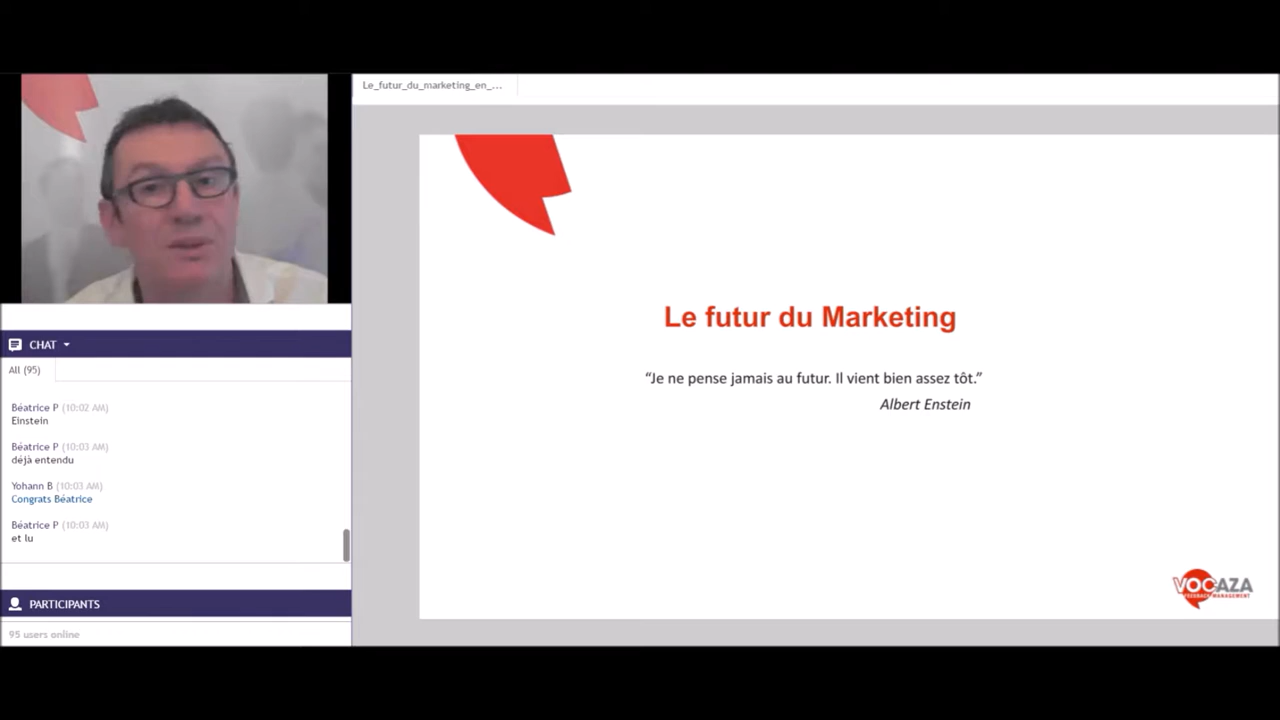 Le_futur_du_marketing_en_...
Le futur du Marketing
“Je ne pense jamais au futur. Il vient bien assez tôt.”
Albert Enstein
VOCAZA
FEEDBACK MANAGEMENT
CHAT
All (95)
Béatrice P (10:02 AM)
Einstein
Béatrice P (10:03 AM)
déjà entendu
Yohann B (10:03 AM)
Congrats Béatrice
Béatrice P (10:03 AM)
et lu
PARTICIPANTS
95 users online